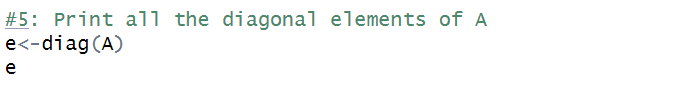 #5: Print all the diagonal elements of A
e<-diag(A)
e